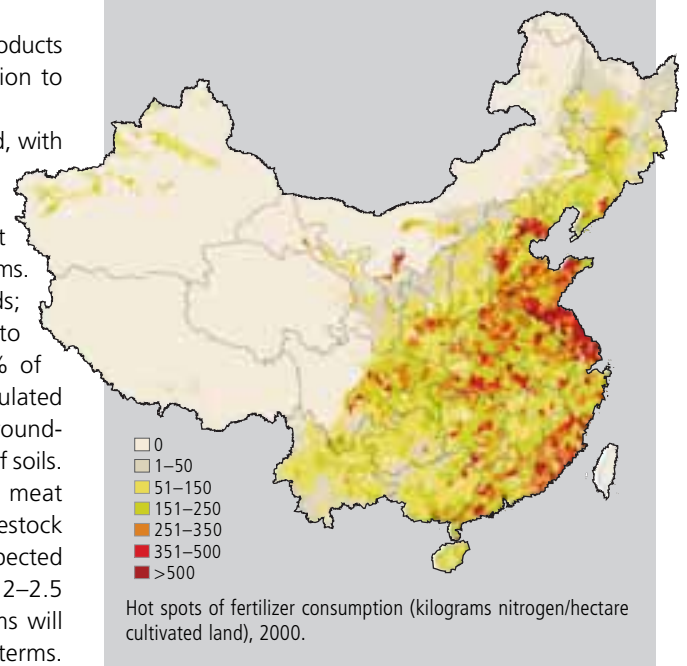 oducts
ion to
d, with
t
ms.
ds;
to
% of
ulated
ound-
f soils.
meat
estock
pected
2–2.5
ns will
terms.
0
1–50
51–150
151–250
251–350
351–500
>500
Hot spots of fertilizer consumption (kilograms nitrogen/hectare
cultivated land), 2000.